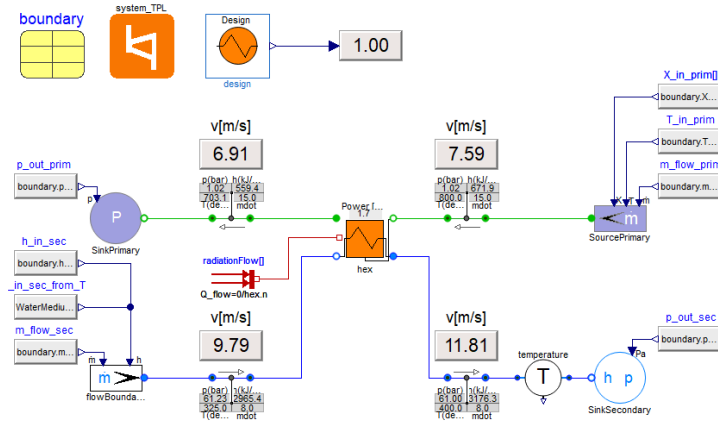 boundary
system_TPL
Design
design
1.00
X_in_prim[]
boundary.X...
T_in_prim
boundary.T...
m_flow_prim
boundary.m...
v[m/s]
6.91
v[m/s]
7.59
p_out_prim
boundary.p...
p
P
SinkPrimary
p(bar) h(kJ/...
1.02 559.4
703.1 15.0
T(de... mdot
Power [...
1.7
hex
p(bar) h(kJ/...
1.02 671.9
800.0 15.0
T(de... mdot
X T ṁ
ṁ
SourcePrimary
h_in_sec
boundary.h...
_in_sec_from_T
WaterMediu...
m_flow_sec
boundary.m...
radiationFlow[]
Q_flow=0/hex.n
v[m/s]
9.79
v[m/s]
11.81
p_out_sec
boundary.p...
Pa
ṁ h
ṁ
flowBounda...
p(bar) h(kJ/...
61.23 2965.4
325.0 8.0
T(de... mdot
p(bar) h(kJ/...
61.00 3176.3
400.0 8.0
T(de... mdot
temperature
T
h p
SinkSecondary